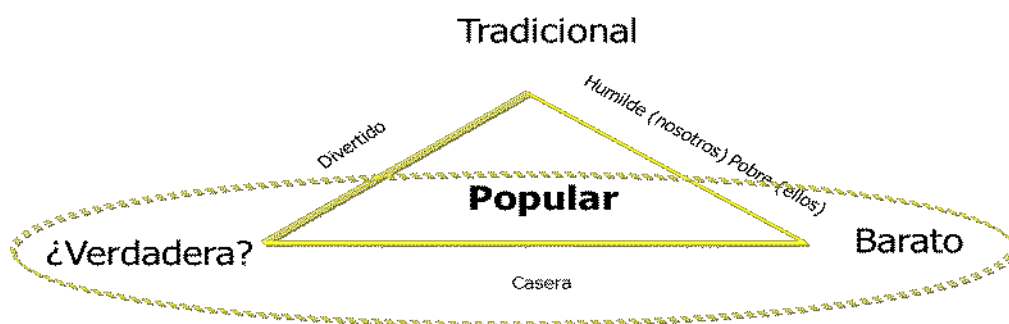 Tradicional
Humilde (nosotros) Pobre (ellos)
Divertido
Popular
¿Verdadera?
Barato
Casera